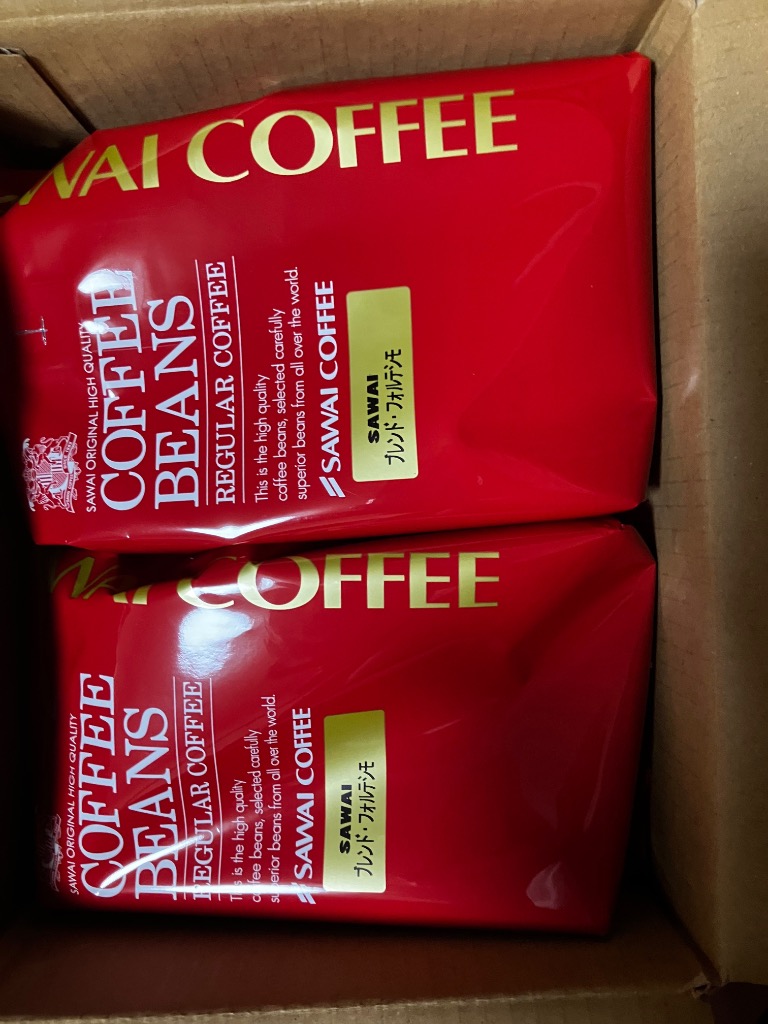 WAI COFFEE
SAWAI ORIGINAL HIGH QUALITY
COFFEE
BEANS
REGULAR COFFEE
This is the high quality
coffee beans, selected carefully
superior beans from all over the world.
SAWAI COFFEE
SAWAI
ブレンド・フォルテシモ
WAI COFFEE
SAWAI ORIGINAL HIGH QUALITY
COFFEE
BEANS
REGULAR COFFEE
This is the high quality
coffee beans, selected carefully
superior beans from all over the world.
SAWAI COFFEE
SAWAI
ブレンド・フォルテシモ